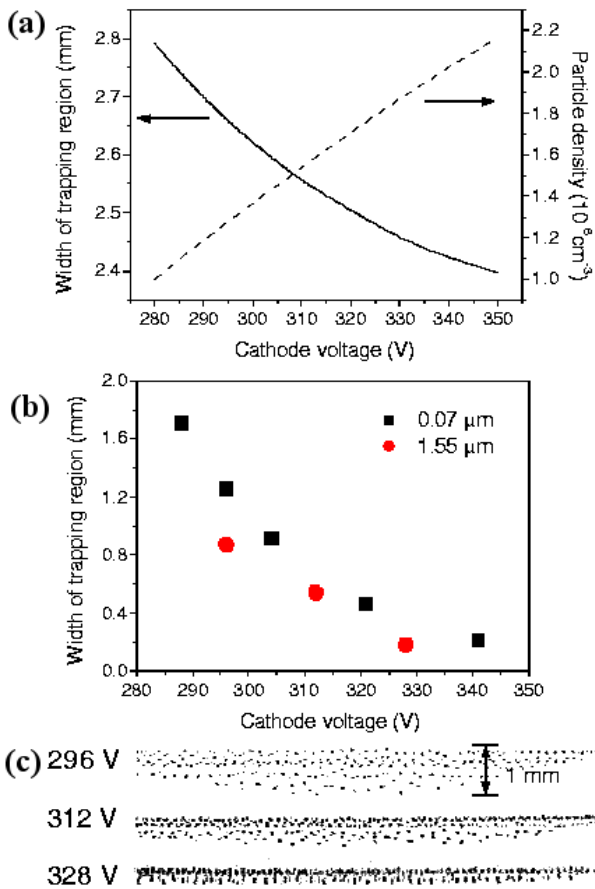 (a)
2.8
2.7
2.6
2.5
2.4
Width of trapping region (mm)
2.2
2.0
1.8
1.6
1.4
1.2
1.0
Particle density (10⁶cm⁻³)
280 290 300 310 320 330 340 350
Cathode voltage (V)
(b)
2.0
1.6
1.2
0.8
0.4
0.0
Width of trapping region (mm)
0.07 μm
1.55 μm
280 290 300 310 320 330 340 350
Cathode voltage (V)
(c) 296 V
1 mm
312 V
328 V